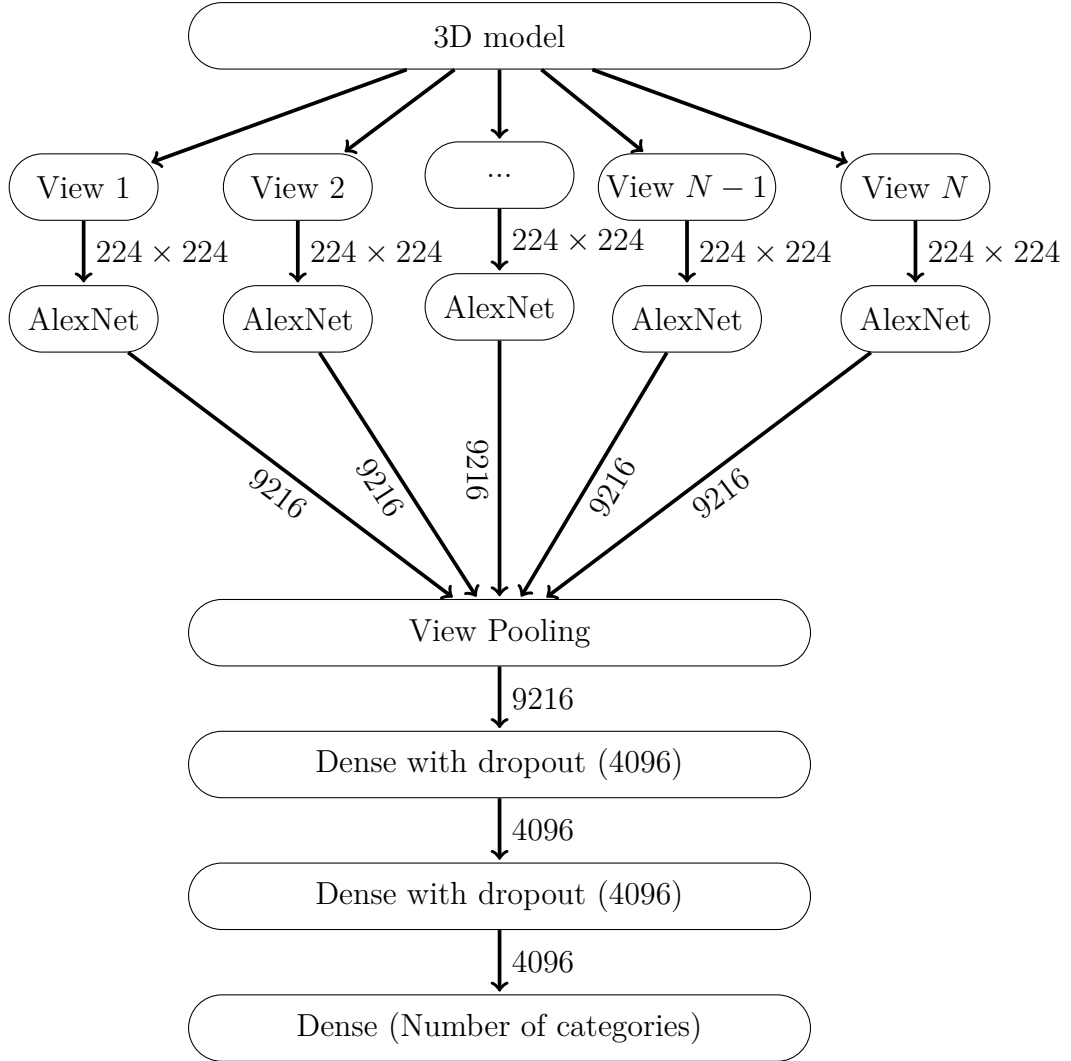 3D model
View 1
View 2
...
View N − 1
View N
224 × 224
224 × 224
224 × 224
224 × 224
224 × 224
AlexNet
AlexNet
AlexNet
AlexNet
AlexNet
9216
9216
9216
9216
9216
View Pooling
9216
Dense with dropout (4096)
4096
Dense with dropout (4096)
4096
Dense (Number of categories)